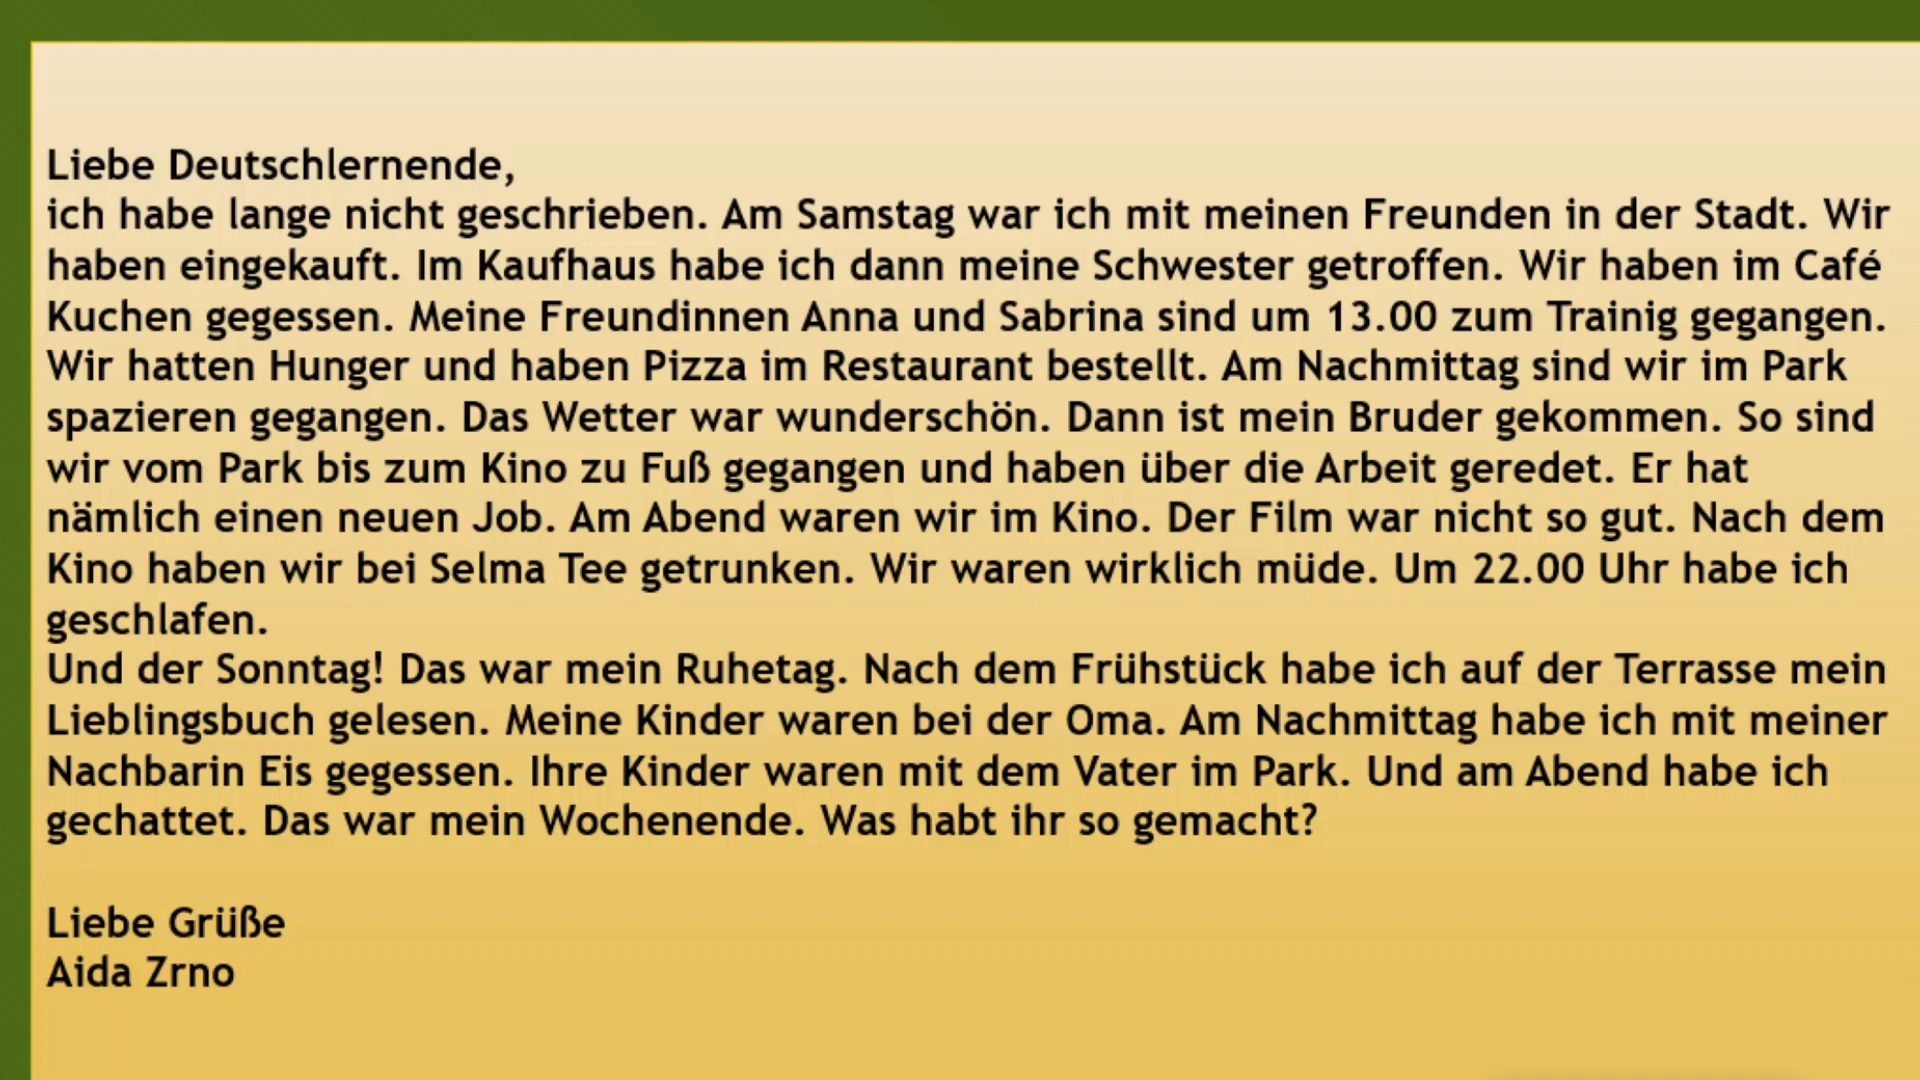 Liebe Deutschlernende,
ich habe lange nicht geschrieben. Am Samstag war ich mit meinen Freunden in der Stadt. Wir
haben eingekauft. Im Kaufhaus habe ich dann meine Schwester getroffen. Wir haben im Café
Kuchen gegessen. Meine Freundinnen Anna und Sabrina sind um 13.00 zum Trainig gegangen.
Wir hatten Hunger und haben Pizza im Restaurant bestellt. Am Nachmittag sind wir im Park
spazieren gegangen. Das Wetter war wunderschön. Dann ist mein Bruder gekommen. So sind
wir vom Park bis zum Kino zu Fuß gegangen und haben über die Arbeit geredet. Er hat
nämlich einen neuen Job. Am Abend waren wir im Kino. Der Film war nicht so gut. Nach dem
Kino haben wir bei Selma Tee getrunken. Wir waren wirklich müde. Um 22.00 Uhr habe ich
geschlafen.
Und der Sonntag! Das war mein Ruhetag. Nach dem Frühstück habe ich auf der Terrasse mein
Lieblingsbuch gelesen. Meine Kinder waren bei der Oma. Am Nachmittag habe ich mit meiner
Nachbarin Eis gegessen. Ihre Kinder waren mit dem Vater im Park. Und am Abend habe ich
gechattet. Das war mein Wochenende. Was habt ihr so gemacht?
Liebe Grüße
Aida Zrno